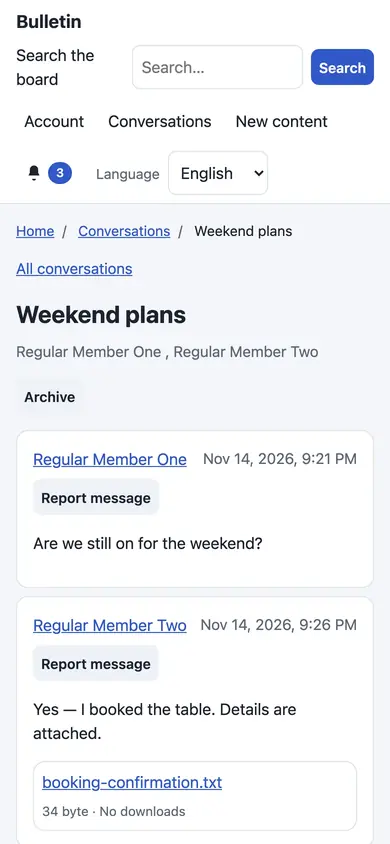 Bulletin
Search the
board
Search...
Search
Account Conversations New content
3 Language English
Home / Conversations / Weekend plans
All conversations
Weekend plans
Regular Member One , Regular Member Two
Archive
Regular Member One Nov 14, 2026, 9:21 PM
Report message
Are we still on for the weekend?
Regular Member Two Nov 14, 2026, 9:26 PM
Report message
Yes — I booked the table. Details are
attached.
booking-confirmation.txt
34 byte · No downloads